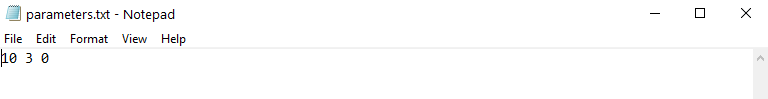 parameters.txt - Notepad
File Edit Format View Help
10 3 0